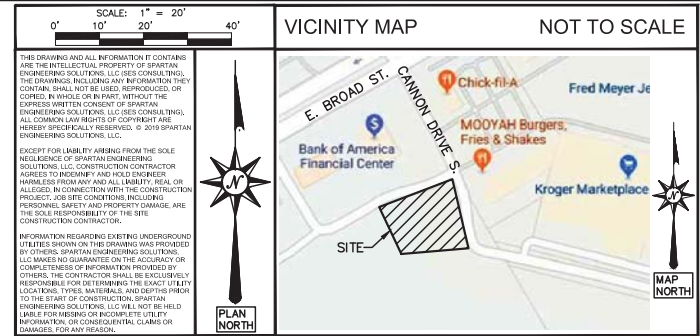 SCALE: 1" = 20'
0' 10' 20' 40'
THIS DRAWING AND ALL INFORMATION IT CONTAINS
ARE THE INTELLECTUAL PROPERTY OF SPARTAN
ENGINEERING SOLUTIONS, LLC (SES CONSULTING).
THE DRAWINGS, INCLUDING ANY INFORMATION THEY
CONTAIN, SHALL NOT BE USED, REPRODUCED, OR
COPIED, IN WHOLE OR IN PART, WITHOUT THE
EXPRESS WRITTEN CONSENT OF SPARTAN
ENGINEERING SOLUTIONS, LLC (SES CONSULTING).
ALL COMMON LAW RIGHTS OF COPYRIGHT ARE
HEREBY SPECIFICALLY RESERVED. © 2019 SPARTAN
ENGINEERING SOLUTIONS, LLC.
EXCEPT FOR LIABILITY ARISING FROM THE SOLE
NEGLIGENCE OF SPARTAN ENGINEERING
SOLUTIONS, LLC, CONSTRUCTION CONTRACTOR
AGREES TO INDEMNIFY AND HOLD ENGINEER
HARMLESS FROM ANY AND ALL LIABILITY, REAL OR
ALLEGED, IN CONNECTION WITH THE CONSTRUCTION
PROJECT. JOB SITE CONDITIONS, INCLUDING
PERSONNEL SAFETY AND PROPERTY DAMAGE, ARE
THE SOLE RESPONSIBILITY OF THE SITE
CONSTRUCTION CONTRACTOR.
INFORMATION REGARDING EXISTING UNDERGROUND
UTILITIES SHOWN ON THIS DRAWING WAS PROVIDED
BY OTHERS. SPARTAN ENGINEERING SOLUTIONS,
LLC MAKES NO GUARANTEE ON THE ACCURACY OR
COMPLETENESS OF INFORMATION PROVIDED BY
OTHERS, THE CONTRACTOR SHALL BE EXCLUSIVELY
RESPONSIBLE FOR DETERMINING THE EXACT UTILITY
LOCATIONS, TYPES, MATERIALS, AND DEPTHS PRIOR
TO THE START OF CONSTRUCTION. SPARTAN
ENGINEERING SOLUTIONS, LLC WILL NOT BE HELD
LIABLE FOR MISSING OR INCOMPLETE UTILITY
INFORMATION, OR CONSEQUENTIAL CLAIMS OR
DAMAGES, FOR ANY REASON.
N
PLAN
NORTH
VICINITY MAP NOT TO SCALE
E. BROAD ST.
CANNON DRIVE S.
Chick-fil-A
Fred Meyer Je
Bank of America
Financial Center
MOOYAH Burgers,
Fries & Shakes
Kroger Marketplace
SITE
N
MAP
NORTH